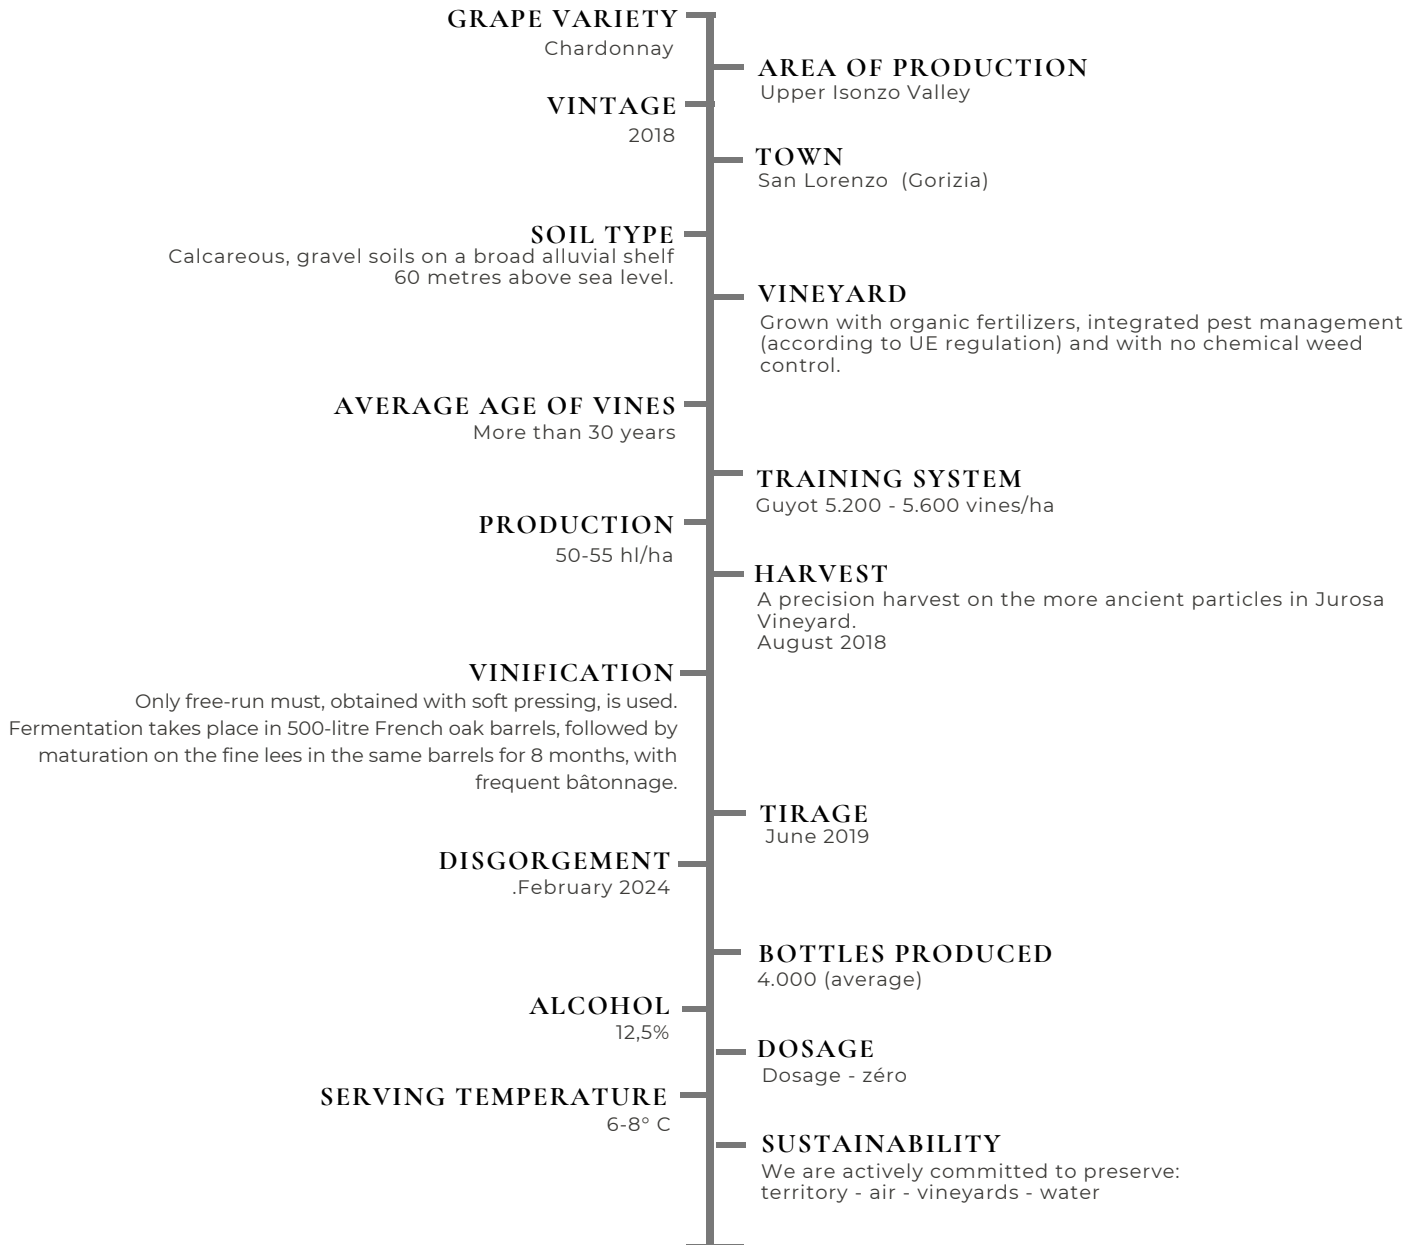 GRAPE VARIETY
Chardonnay
AREA OF PRODUCTION
Upper Isonzo Valley
VINTAGE
2018
TOWN
San Lorenzo (Gorizia)
SOIL TYPE
Calcareous, gravel soils on a broad alluvial shelf
60 metres above sea level.
VINEYARD
Grown with organic fertilizers, integrated pest management
(according to UE regulation) and with no chemical weed
control.
AVERAGE AGE OF VINES
More than 30 years
TRAINING SYSTEM
Guyot 5.200 - 5.600 vines/ha
PRODUCTION
50-55 hl/ha
HARVEST
A precision harvest on the more ancient particles in Jurosa
Vineyard.
August 2018
VINIFICATION
Only free-run must, obtained with soft pressing, is used.
Fermentation takes place in 500-litre French oak barrels, followed by
maturation on the fine lees in the same barrels for 8 months, with
frequent bâtonnage.
TIRAGE
June 2019
DISGORGEMENT
.February 2024
BOTTLES PRODUCED
4.000 (average)
ALCOHOL
12,5%
DOSAGE
Dosage - zéro
SERVING TEMPERATURE
6-8° C
SUSTAINABILITY
We are actively committed to preserve:
territory - air - vineyards - water